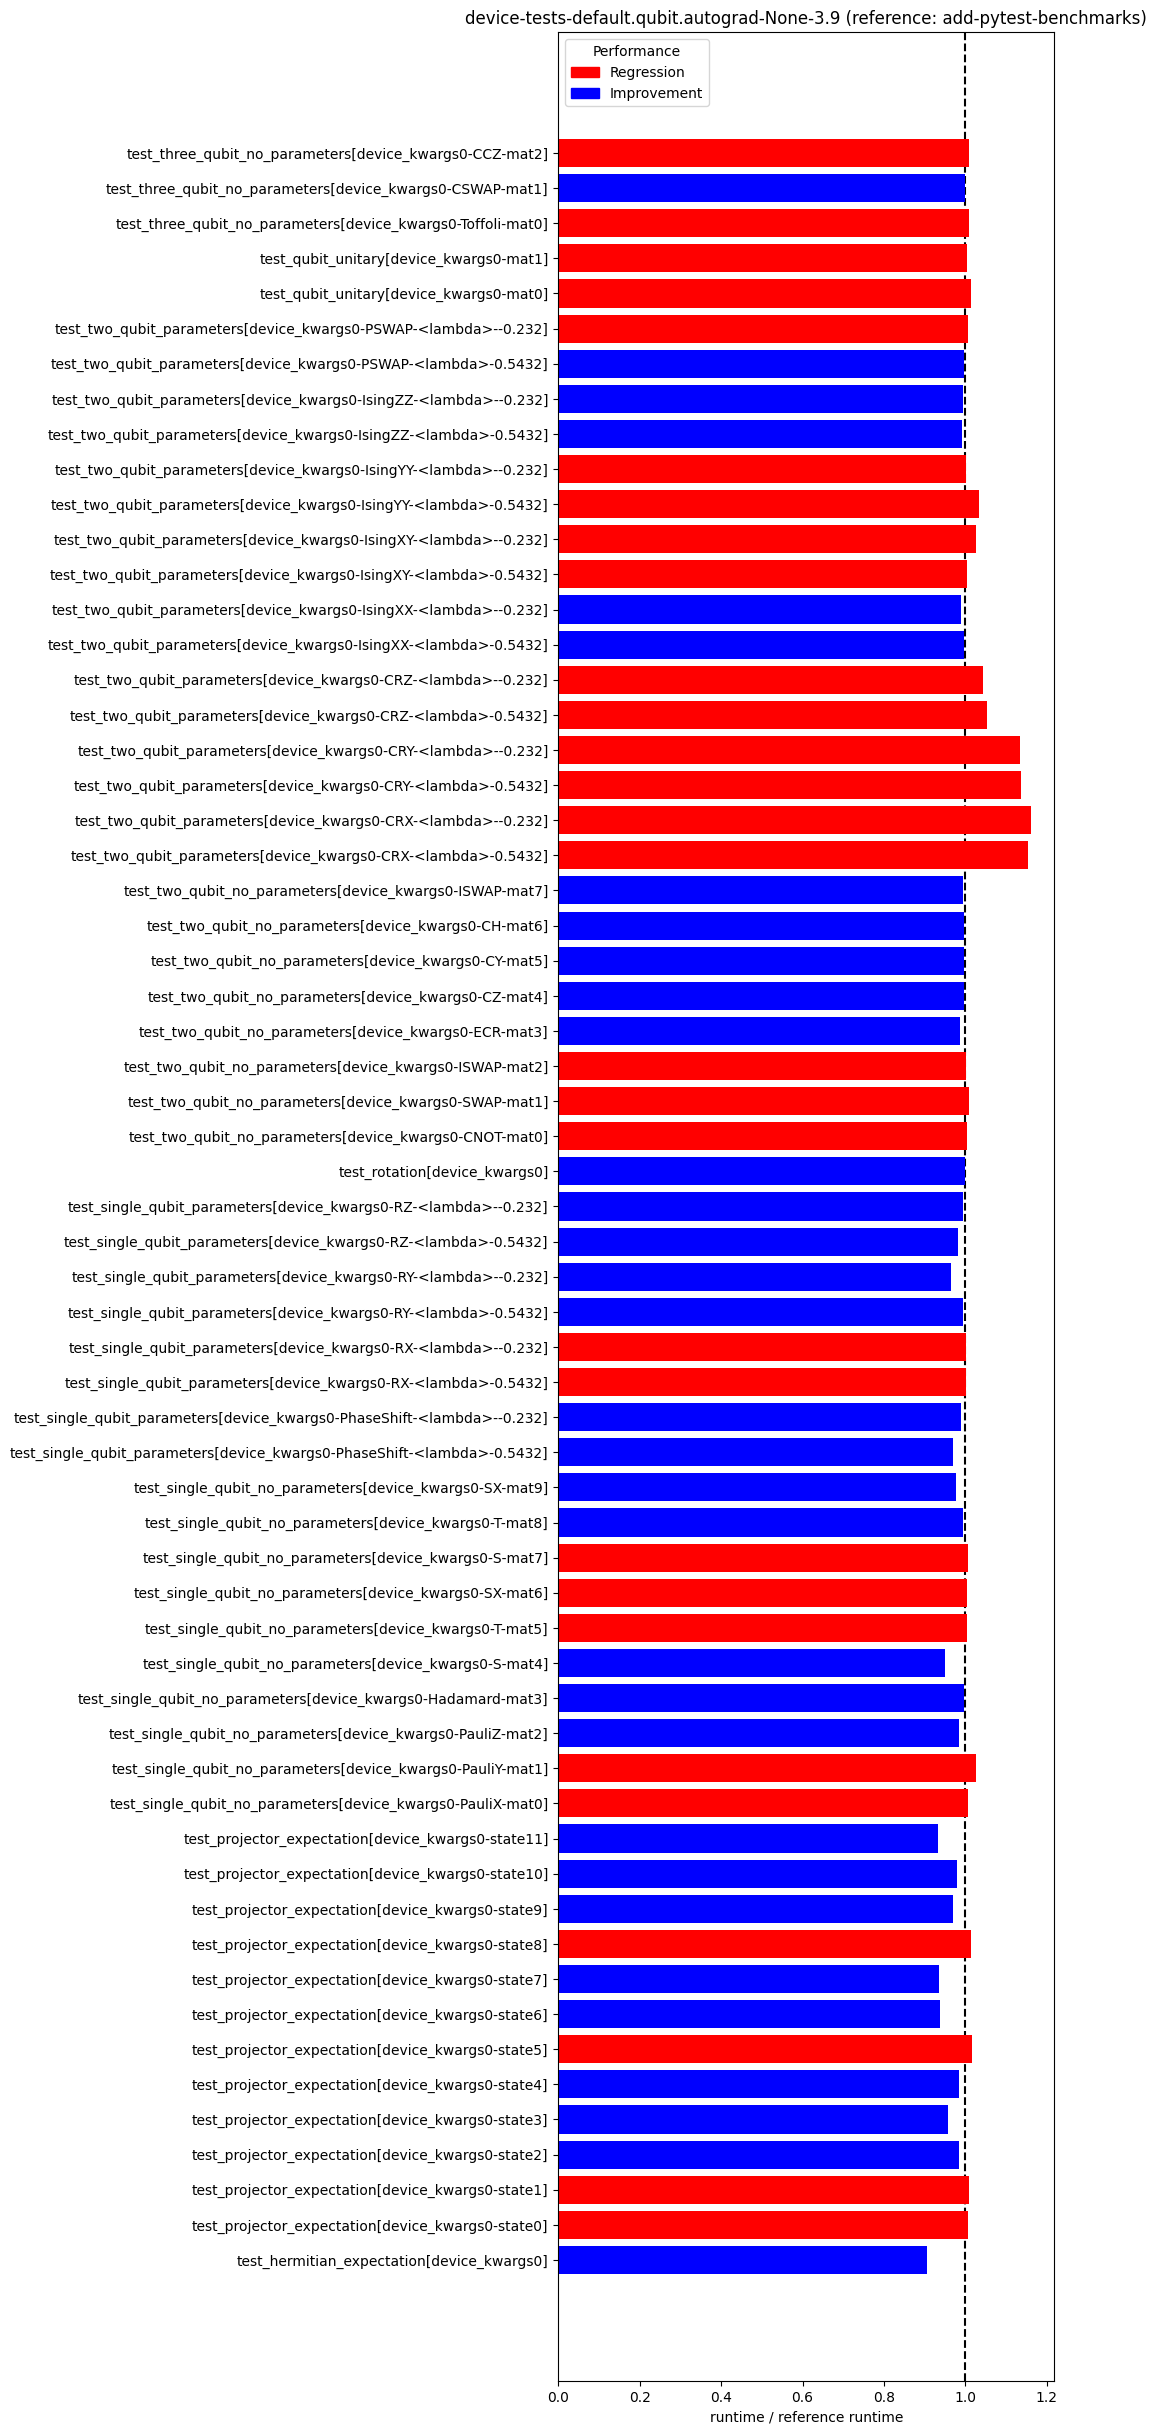 device-tests-default.qubit.autograd-None-3.9 (reference: add-pytest-benchmarks)
Performance
Regression
Improvement
test_three_qubit_no_parameters[device_kwargs0-CCZ-mat2]
test_three_qubit_no_parameters[device_kwargs0-CSWAP-mat1]
test_three_qubit_no_parameters[device_kwargs0-Toffoli-mat0]
test_qubit_unitary[device_kwargs0-mat1]
test_qubit_unitary[device_kwargs0-mat0]
test_two_qubit_parameters[device_kwargs0-PSWAP-<lambda>--0.232]
test_two_qubit_parameters[device_kwargs0-PSWAP-<lambda>-0.5432]
test_two_qubit_parameters[device_kwargs0-IsingZZ-<lambda>--0.232]
test_two_qubit_parameters[device_kwargs0-IsingZZ-<lambda>-0.5432]
test_two_qubit_parameters[device_kwargs0-IsingYY-<lambda>--0.232]
test_two_qubit_parameters[device_kwargs0-IsingYY-<lambda>-0.5432]
test_two_qubit_parameters[device_kwargs0-IsingXY-<lambda>--0.232]
test_two_qubit_parameters[device_kwargs0-IsingXY-<lambda>-0.5432]
test_two_qubit_parameters[device_kwargs0-IsingXX-<lambda>--0.232]
test_two_qubit_parameters[device_kwargs0-IsingXX-<lambda>-0.5432]
test_two_qubit_parameters[device_kwargs0-CRZ-<lambda>--0.232]
test_two_qubit_parameters[device_kwargs0-CRZ-<lambda>-0.5432]
test_two_qubit_parameters[device_kwargs0-CRY-<lambda>--0.232]
test_two_qubit_parameters[device_kwargs0-CRY-<lambda>-0.5432]
test_two_qubit_parameters[device_kwargs0-CRX-<lambda>--0.232]
test_two_qubit_parameters[device_kwargs0-CRX-<lambda>-0.5432]
test_two_qubit_no_parameters[device_kwargs0-ISWAP-mat7]
test_two_qubit_no_parameters[device_kwargs0-CH-mat6]
test_two_qubit_no_parameters[device_kwargs0-CY-mat5]
test_two_qubit_no_parameters[device_kwargs0-CZ-mat4]
test_two_qubit_no_parameters[device_kwargs0-ECR-mat3]
test_two_qubit_no_parameters[device_kwargs0-ISWAP-mat2]
test_two_qubit_no_parameters[device_kwargs0-SWAP-mat1]
test_two_qubit_no_parameters[device_kwargs0-CNOT-mat0]
test_rotation[device_kwargs0]
test_single_qubit_parameters[device_kwargs0-RZ-<lambda>--0.232]
test_single_qubit_parameters[device_kwargs0-RZ-<lambda>-0.5432]
test_single_qubit_parameters[device_kwargs0-RY-<lambda>--0.232]
test_single_qubit_parameters[device_kwargs0-RY-<lambda>-0.5432]
test_single_qubit_parameters[device_kwargs0-RX-<lambda>--0.232]
test_single_qubit_parameters[device_kwargs0-RX-<lambda>-0.5432]
test_single_qubit_parameters[device_kwargs0-PhaseShift-<lambda>--0.232]
test_single_qubit_parameters[device_kwargs0-PhaseShift-<lambda>-0.5432]
test_single_qubit_no_parameters[device_kwargs0-SX-mat9]
test_single_qubit_no_parameters[device_kwargs0-T-mat8]
test_single_qubit_no_parameters[device_kwargs0-S-mat7]
test_single_qubit_no_parameters[device_kwargs0-SX-mat6]
test_single_qubit_no_parameters[device_kwargs0-T-mat5]
test_single_qubit_no_parameters[device_kwargs0-S-mat4]
test_single_qubit_no_parameters[device_kwargs0-Hadamard-mat3]
test_single_qubit_no_parameters[device_kwargs0-PauliZ-mat2]
test_single_qubit_no_parameters[device_kwargs0-PauliY-mat1]
test_single_qubit_no_parameters[device_kwargs0-PauliX-mat0]
test_projector_expectation[device_kwargs0-state11]
test_projector_expectation[device_kwargs0-state10]
test_projector_expectation[device_kwargs0-state9]
test_projector_expectation[device_kwargs0-state8]
test_projector_expectation[device_kwargs0-state7]
test_projector_expectation[device_kwargs0-state6]
test_projector_expectation[device_kwargs0-state5]
test_projector_expectation[device_kwargs0-state4]
test_projector_expectation[device_kwargs0-state3]
test_projector_expectation[device_kwargs0-state2]
test_projector_expectation[device_kwargs0-state1]
test_projector_expectation[device_kwargs0-state0]
test_hermitian_expectation[device_kwargs0]
0.0 0.2 0.4 0.6 0.8 1.0 1.2
runtime / reference runtime